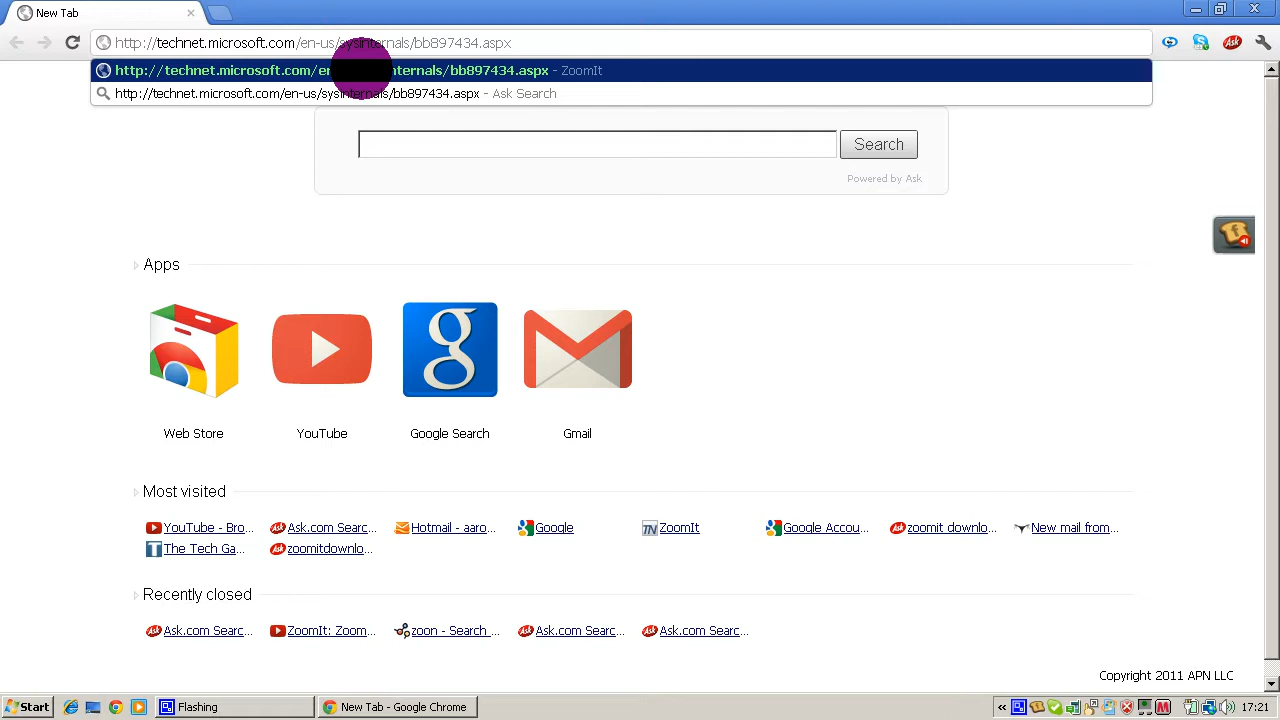 New Tab
http://technet.microsoft.com/en-us/sysinternals/bb897434.aspx
Ask
http://technet.microsoft.com/en internals/bb897434.aspx - ZoomIt
http://technet.microsoft.com/en-us/sysinternals/bb897434.aspx - Ask Search
Search
Powered by Ask
Apps
Web Store YouTube Google Search Gmail
Most visited
YouTube - Bro... Ask.com Searc... Hotmail - aaro... Google ZoomIt Google Accou... zoomit downlo... New mail from...
The Tech Ga... zoomitdownlo...
Recently closed
Ask.com Searc... ZoomIt: Zoom... zoon - Search ... Ask.com Searc... Ask.com Searc...
Copyright 2011 APN LLC
Start Flashing New Tab - Google Chrome « 17:21